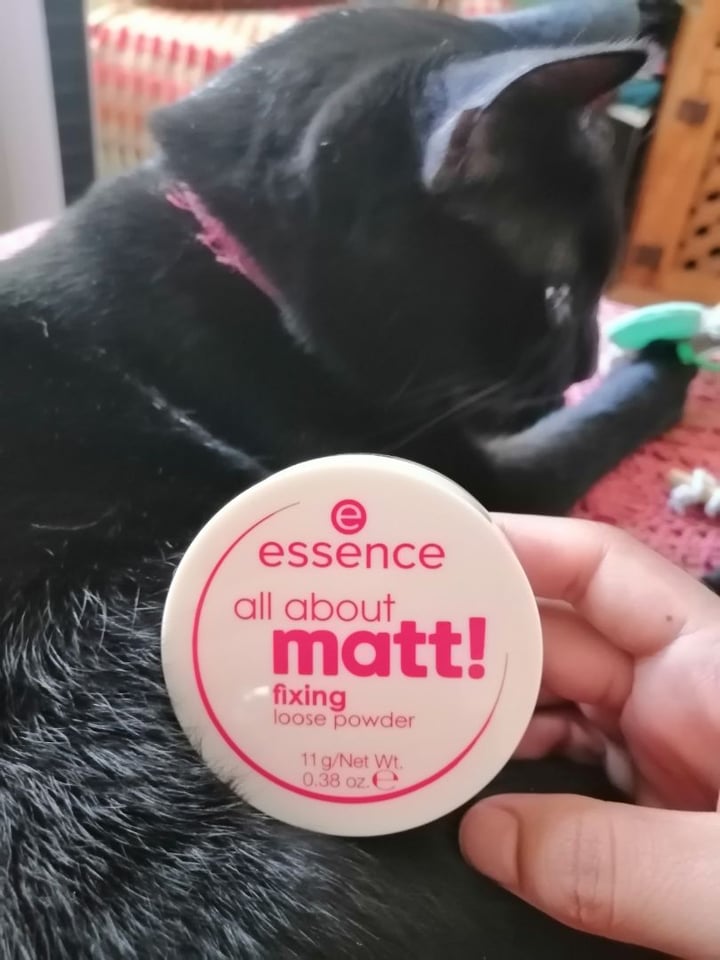 e
essence
all about
matt!
fixing
loose powder
11 g/Net Wt.
0.38 oz. ℮